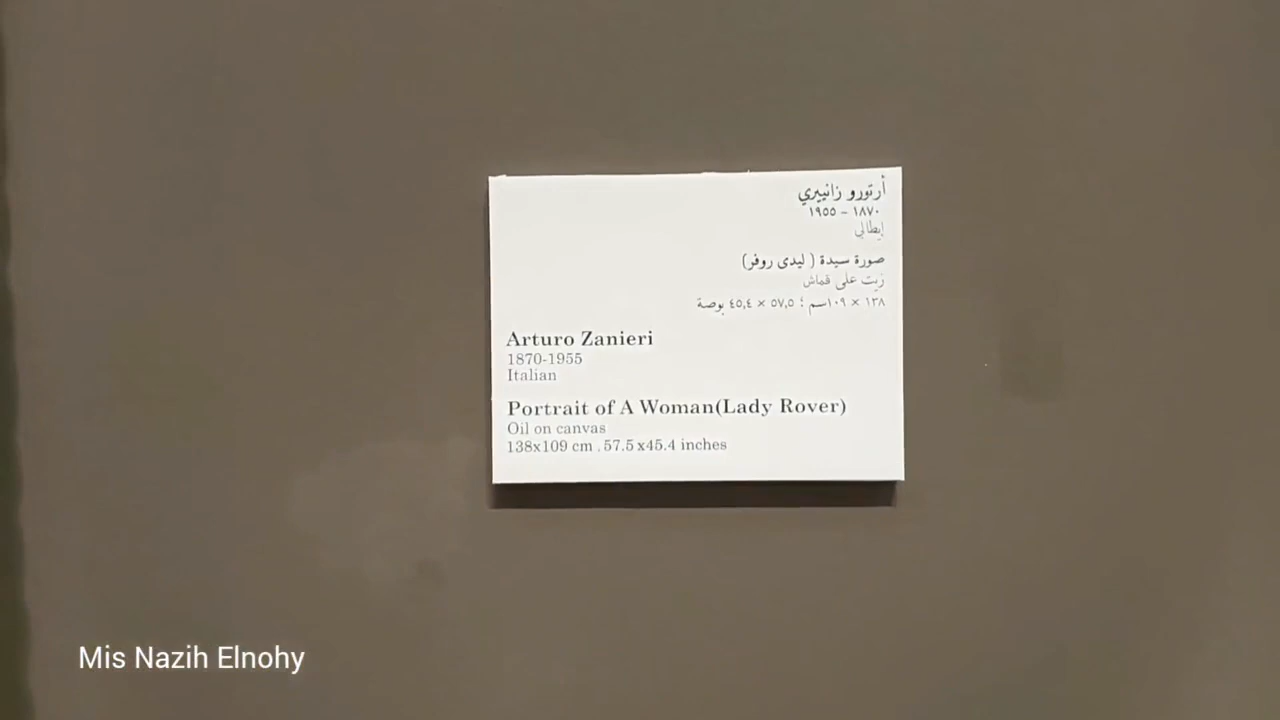 أرتورو زانييري
١٨٧٠ - ١٩٥٥
إيطالي
صورة سيدة ( ليدى روفر)
زيت على قماش
١٣٨ × ١٠٩سم ؛ ٥٧,٥ × ٤٥,٤ بوصة
Arturo Zanieri
1870-1955
Italian
Portrait of A Woman(Lady Rover)
Oil on canvas
138x109 cm . 57.5 x45.4 inches
Mis Nazih Elnohy